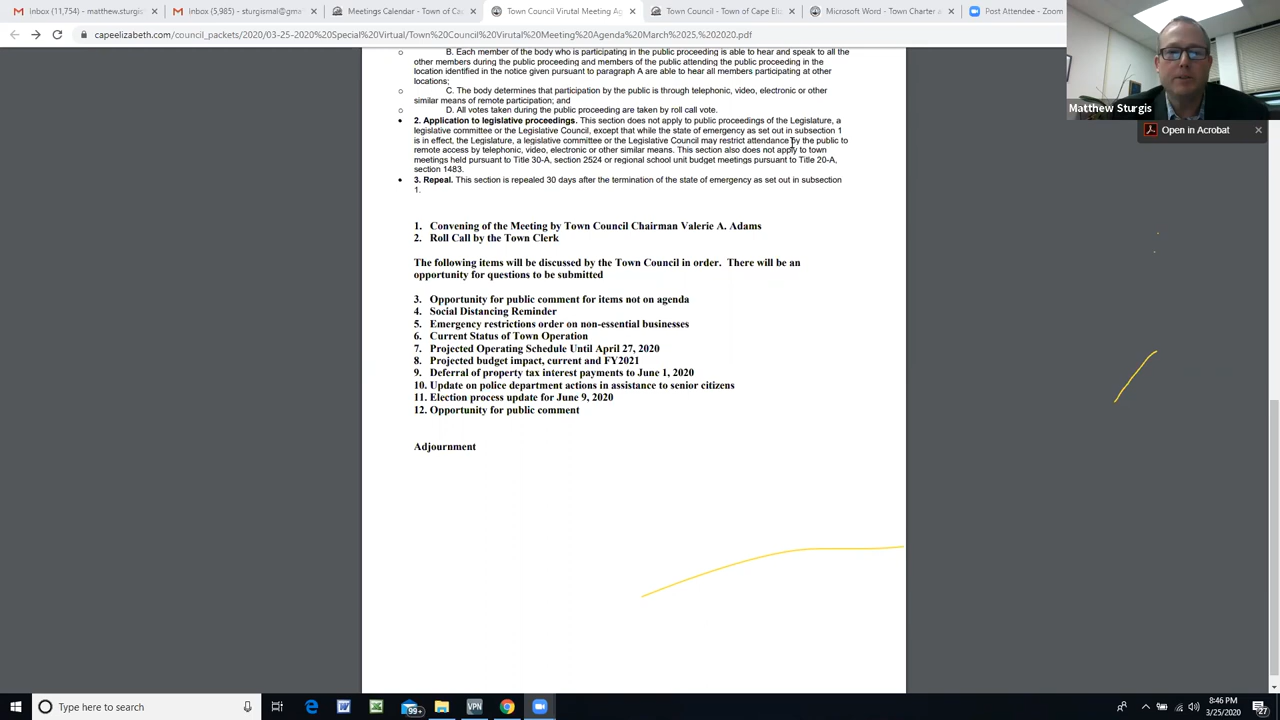 Inbox (11,754) - matthew.sturgis
Inbox (5,985) - sturgismal@gma
Meetings Calendar - Town of Cap
Town Council Virutal Meeting Ag
Town Council - Town of Cape Eliz
Microsoft Word - Town Charter a
Post Attendee - Zoom
capeelizabeth.com/council_packets/2020/03-25-2020%20Special%20Virtual/Town%20Council%20Virutal%20Meeting%20Agenda%20March%2025,%202020.pdf
Matthew Sturgis
Open in Acrobat
o B. Each member of the body who is participating in the public proceeding is able to hear and speak to all the
other members during the public proceeding and members of the public attending the public proceeding in the
location identified in the notice given pursuant to paragraph A are able to hear all members participating at other
locations;
o C. The body determines that participation by the public is through telephonic, video, electronic or other
similar means of remote participation; and
o D. All votes taken during the public proceeding are taken by roll call vote.
• 2. Application to legislative proceedings. This section does not apply to public proceedings of the Legislature, a
legislative committee or the Legislative Council, except that while the state of emergency as set out in subsection 1
is in effect, the Legislature, a legislative committee or the Legislative Council may restrict attendance by the public to
remote access by telephonic, video, electronic or other similar means. This section also does not apply to town
meetings held pursuant to Title 30-A, section 2524 or regional school unit budget meetings pursuant to Title 20-A,
section 1483.
• 3. Repeal. This section is repealed 30 days after the termination of the state of emergency as set out in subsection
1.
1. Convening of the Meeting by Town Council Chairman Valerie A. Adams
2. Roll Call by the Town Clerk
The following items will be discussed by the Town Council in order. There will be an
opportunity for questions to be submitted
3. Opportunity for public comment for items not on agenda
4. Social Distancing Reminder
5. Emergency restrictions order on non-essential businesses
6. Current Status of Town Operation
7. Projected Operating Schedule Until April 27, 2020
8. Projected budget impact, current and FY2021
9. Deferral of property tax interest payments to June 1, 2020
10. Update on police department actions in assistance to senior citizens
11. Election process update for June 9, 2020
12. Opportunity for public comment
Adjournment
Type here to search
99+
VPN
8:46 PM
3/25/2020
27